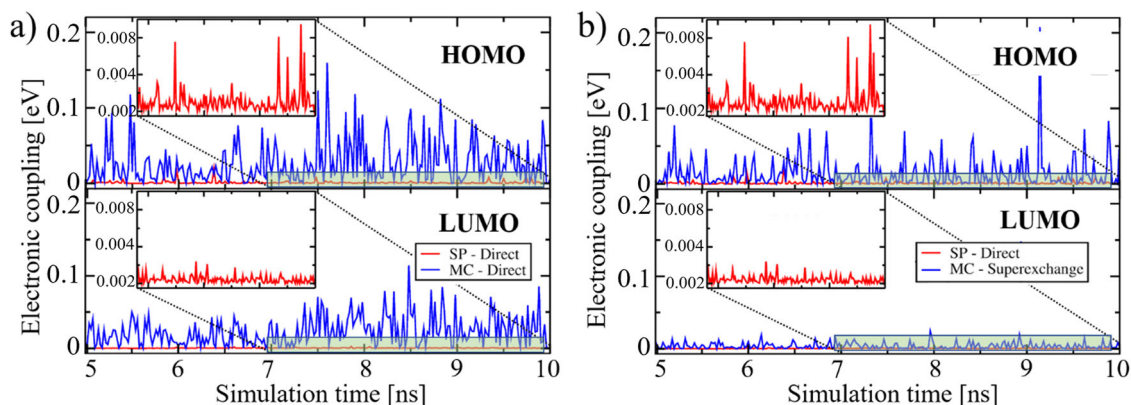 a)
Electronic coupling [eV]
0.2
0.1
0
0.008
0.004
0.002
HOMO
0.2
0.1
0
0.008
0.004
0.002
LUMO
SP - Direct
MC - Direct
5 6 7 8 9 10
Simulation time [ns]
b)
Electronic coupling [eV]
0.2
0.1
0
0.008
0.004
0.002
HOMO
0.2
0.1
0
0.008
0.004
0.002
LUMO
SP - Direct
MC - Superexchange
5 6 7 8 9 10
Simulation time [ns]